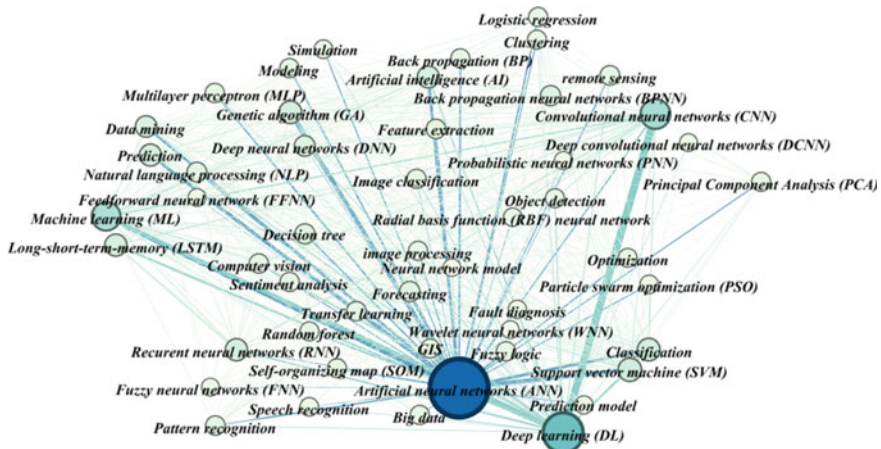 Logistic regression
Clustering
Simulation
Back propagation (BP)
Modeling
Artificial intelligence (AI)
remote sensing
Multilayer perceptron (MLP)
Back propagation neural networks (BPNN)
Genetic algorithm (GA)
Convolutional neural networks (CNN)
Data mining
Feature extraction
Deep neural networks (DNN)
Deep convolutional neural networks (DCNN)
Prediction
Probabilistic neural networks (PNN)
Natural language processing (NLP)
Image classification
Principal Component Analysis (PCA)
Feedforward neural network (FFNN)
Object detection
Machine learning (ML)
Radial basis function (RBF) neural network
Decision tree
Long-short-term-memory (LSTM)
image processing
Optimization
Computer vision
Neural network model
Sentiment analysis
Particle swarm optimization (PSO)
Forecasting
Transfer learning
Fault diagnosis
Random forest
Wavelet neural networks (WNN)
GIS
Recurent neural networks (RNN)
Fuzzy logic
Classification
Self-organizing map (SOM)
Support vector machine (SVM)
Fuzzy neural networks (FNN)
Artificial neural networks (ANN)
Speech recognition
Prediction model
Big data
Pattern recognition
Deep learning (DL)